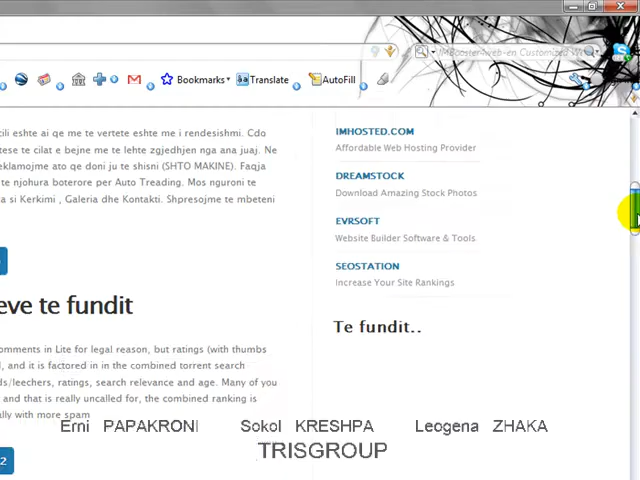 IMBooster-web-en Customized W
Bookmarks
Translate
AutoFill
cili eshte ai qe me te vertete eshte me i rendesishmi. Cdo
tese te cilat e bejne me te lehte zgjedhjen nga ana juaj. Ne
eklamojme ato qe doni ju te shisni (SHTO MAKINE). Faqja
te njohura boterore per Auto Treading. Mos nguroni te
a si Kerkimi , Galeria dhe Kontakti. Shpresojme te mbeteni
eve te fundit
omments in Lite for legal reason, but ratings (with thumbs
l, and it is factored in in the combined torrent search
ds/leechers, ratings, search relevance and age. Many of you
and that is really uncalled for, the combined ranking is
ally with more spam
2
IMHOSTED.COM
Affordable Web Hosting Provider
DREAMSTOCK
Download Amazing Stock Photos
EVRSOFT
Website Builder Software & Tools
SEOSTATION
Increase Your Site Rankings
Te fundit..
Erni PAPAKRONI Sokol KRESHPA Leogena ZHAKA
TRISGROUP